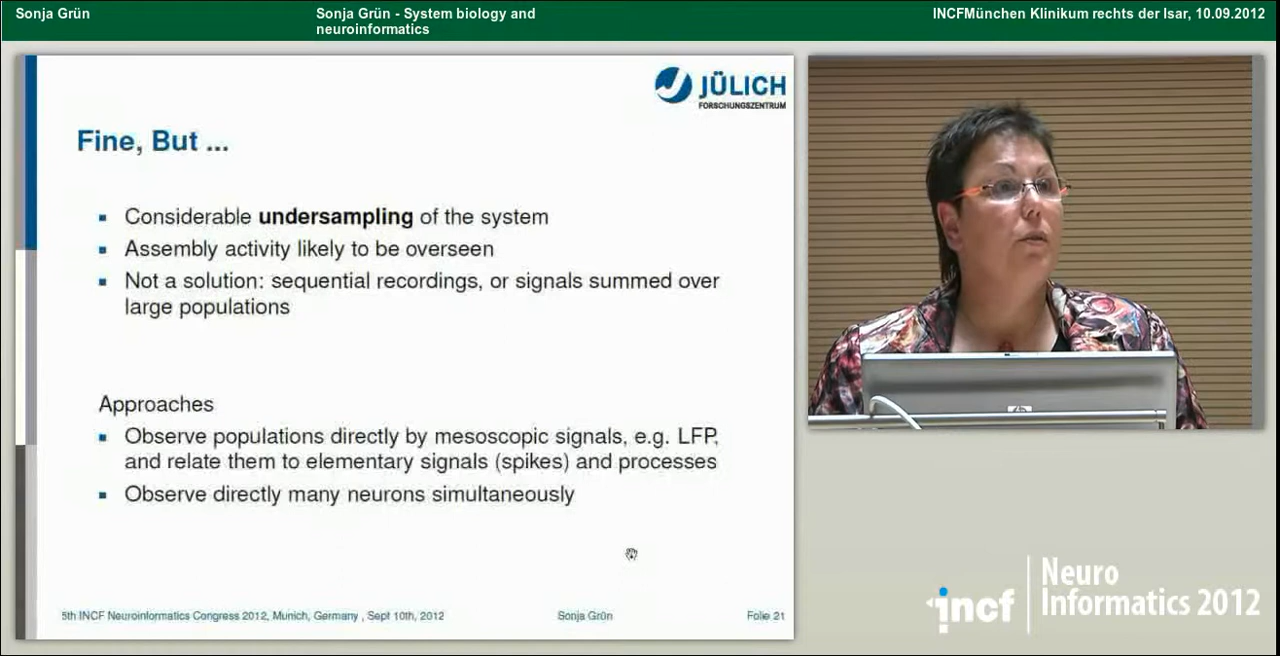 Sonja Grün
Sonja Grün - System biology and
neuroinformatics
INCFMünchen Klinikum rechts der Isar, 10.09.2012
JÜLICH
FORSCHUNGSZENTRUM
Fine, But ...
Considerable undersampling of the system
Assembly activity likely to be overseen
Not a solution: sequential recordings, or signals summed over
large populations
Approaches
Observe populations directly by mesoscopic signals, e.g. LFP,
and relate them to elementary signals (spikes) and processes
Observe directly many neurons simultaneously
5th INCF Neuroinformatics Congress 2012, Munich, Germany , Sept 10th, 2012
Sonja Grün
Folie 21
hp
incf
Neuro
Informatics 2012